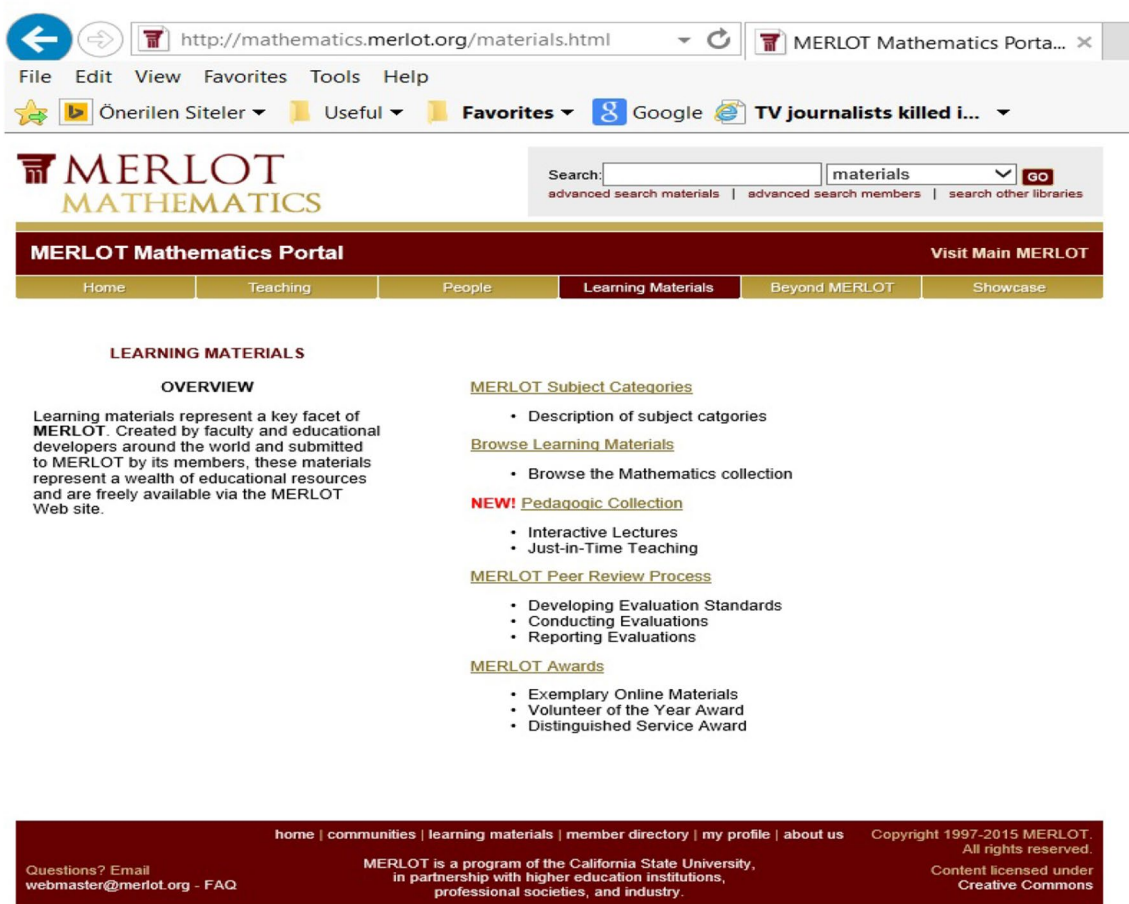 http://mathematics.merlot.org/materials.html
MERLOT Mathematics Porta...
File Edit View Favorites Tools Help
Önerilen Siteler Useful Favorites Google TV journalists killed i...
MERLOT
MATHEMATICS
Search: materials GO
advanced search materials | advanced search members | search other libraries
MERLOT Mathematics Portal Visit Main MERLOT
Home Teaching People Learning Materials Beyond MERLOT Showcase
LEARNING MATERIALS
OVERVIEW
Learning materials represent a key facet of
MERLOT. Created by faculty and educational
developers around the world and submitted
to MERLOT by its members, these materials
represent a wealth of educational resources
and are freely available via the MERLOT
Web site.
MERLOT Subject Categories
• Description of subject catgories
Browse Learning Materials
• Browse the Mathematics collection
NEW! Pedagogic Collection
• Interactive Lectures
• Just-in-Time Teaching
MERLOT Peer Review Process
• Developing Evaluation Standards
• Conducting Evaluations
• Reporting Evaluations
MERLOT Awards
• Exemplary Online Materials
• Volunteer of the Year Award
• Distinguished Service Award
home | communities | learning materials | member directory | my profile | about us
Questions? Email
webmaster@merlot.org - FAQ
MERLOT is a program of the California State University,
in partnership with higher education institutions,
professional societies, and industry.
Copyright 1997-2015 MERLOT.
All rights reserved.
Content licensed under
Creative Commons